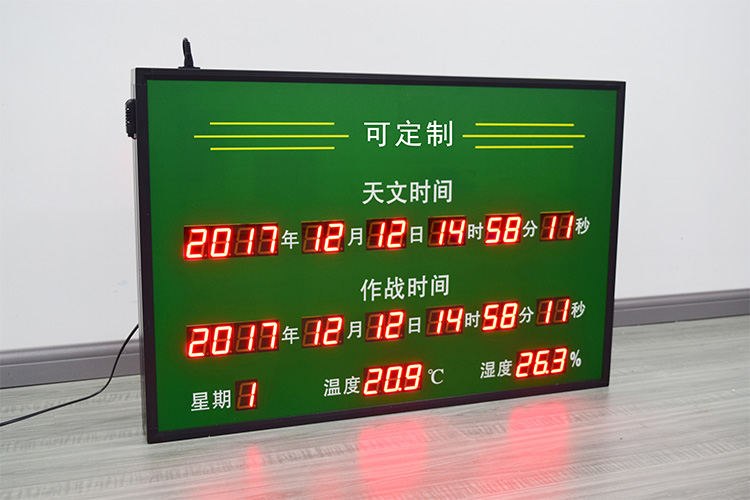 可定制
天文时间
2017年12月12日14时58分11秒
作战时间
2017年12月12日14时58分11秒
星期1 温度20.9℃ 湿度26.3%